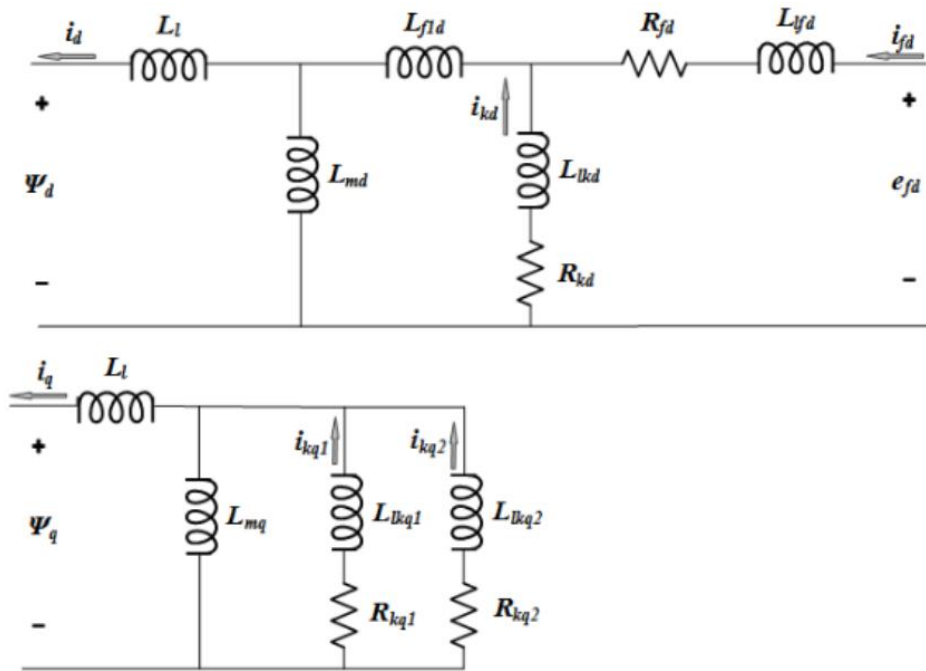 i_d L_l L_f1d R_fd L_lfd i_fd
+ i_kd +
Ψ_d L_md L_lkd e_fd
- R_kd -
i_q L_l
+ i_kq1 i_kq2
Ψ_q L_mq L_lkq1 L_lkq2
- R_kq1 R_kq2